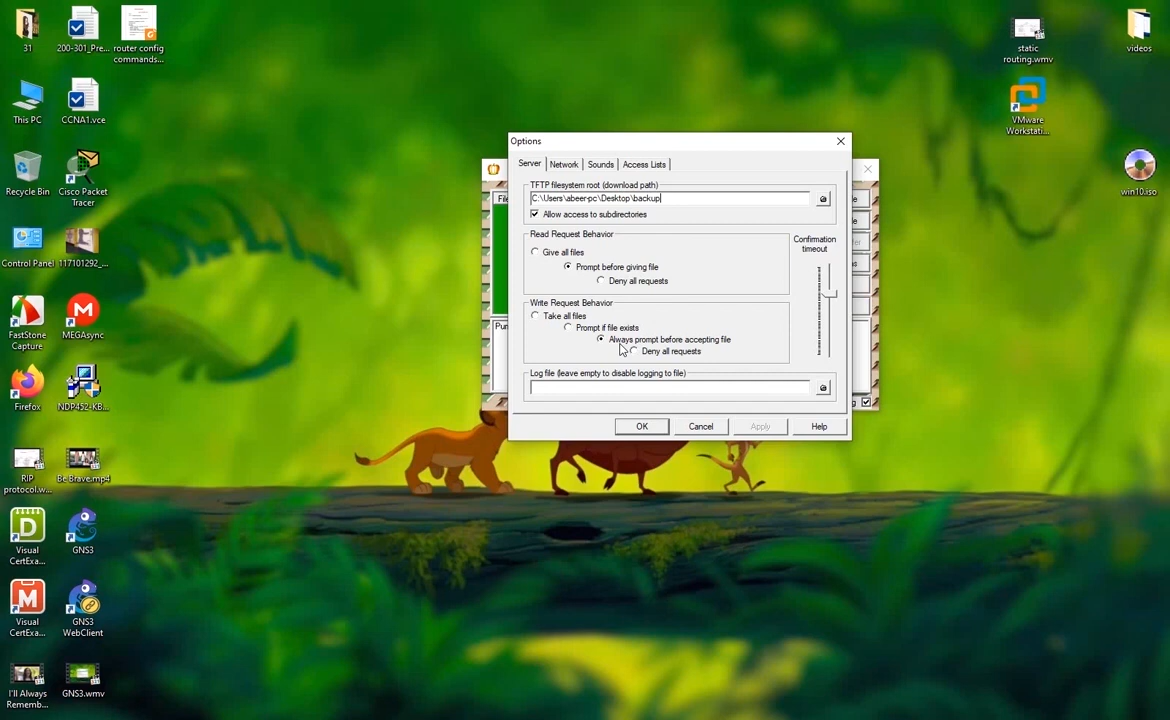 31
200-301_Pre...
router config
commands...
static
routing.wmv
videos
This PC
CCNA1.vce
VMware
Workstati...
Recycle Bin
Cisco Packet
Tracer
win10.iso
Control Panel
117101292_...
FastStone
Capture
MEGAsync
Firefox
NDP452-KB...
RIP
protocol.w...
Be Brave.mp4
Visual
CertExa...
GNS3
Visual
CertExa...
GNS3
WebClient
I'll Always
Rememb...
GNS3.wmv
Options
Server
Network
Sounds
Access Lists
TFTP filesystem root (download path)
C:\Users\abeer-pc\Desktop\backup
Allow access to subdirectories
Read Request Behavior
Give all files
Prompt before giving file
Deny all requests
Confirmation
timeout
Write Request Behavior
Take all files
Prompt if file exists
Always prompt before accepting file
Deny all requests
Log file (leave empty to disable logging to file)
OK
Cancel
Apply
Help